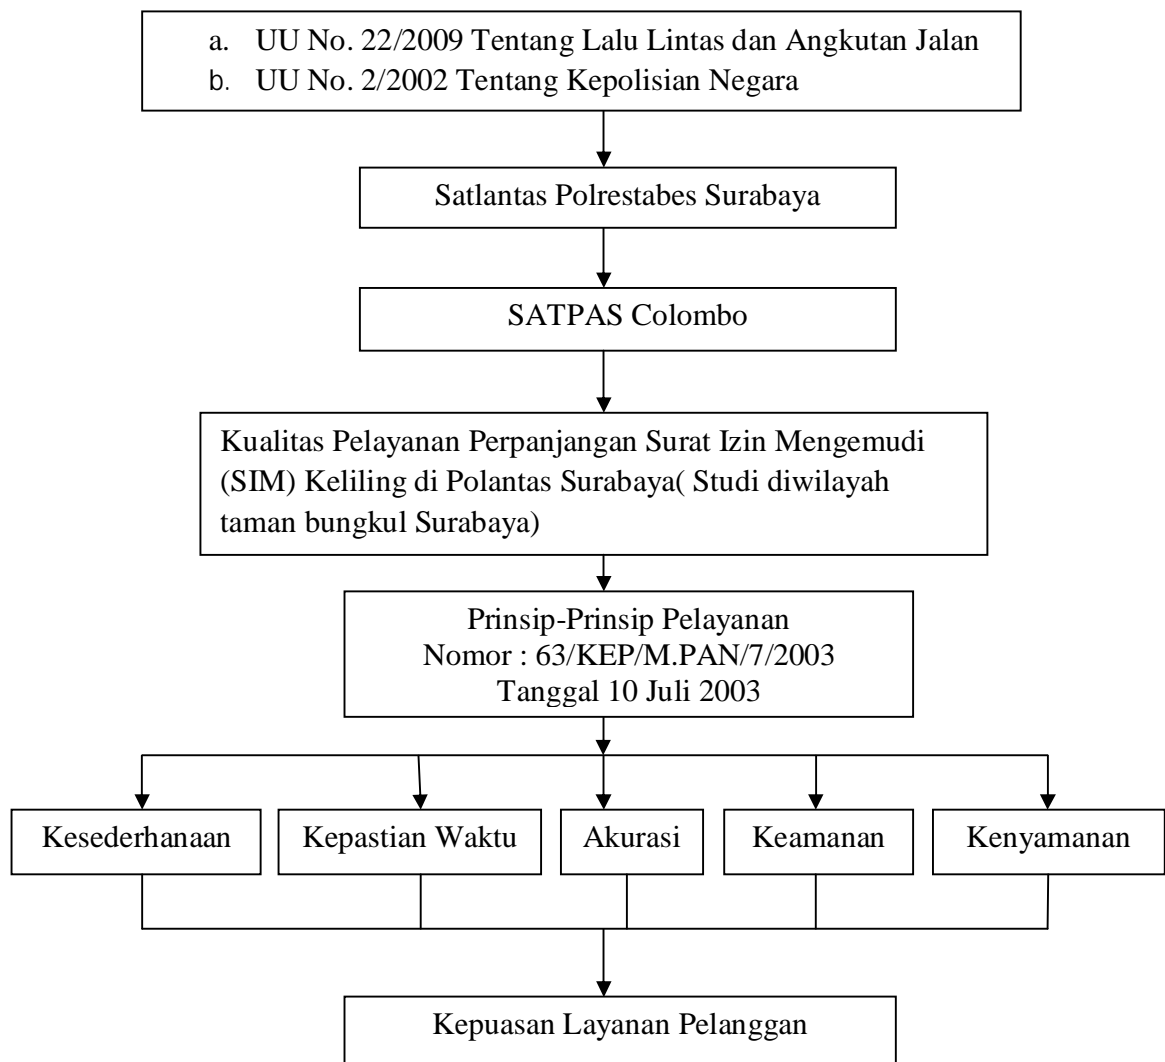 a. UU No. 22/2009 Tentang Lalu Lintas dan Angkutan Jalan
b. UU No. 2/2002 Tentang Kepolisian Negara
Satlantas Polrestabes Surabaya
SATPAS Colombo
Kualitas Pelayanan Perpanjangan Surat Izin Mengemudi
(SIM) Keliling di Polantas Surabaya( Studi diwilayah
taman bungkul Surabaya)
Prinsip-Prinsip Pelayanan
Nomor : 63/KEP/M.PAN/7/2003
Tanggal 10 Juli 2003
Kesederhanaan
Kepastian Waktu
Akurasi
Keamanan
Kenyamanan
Kepuasan Layanan Pelanggan